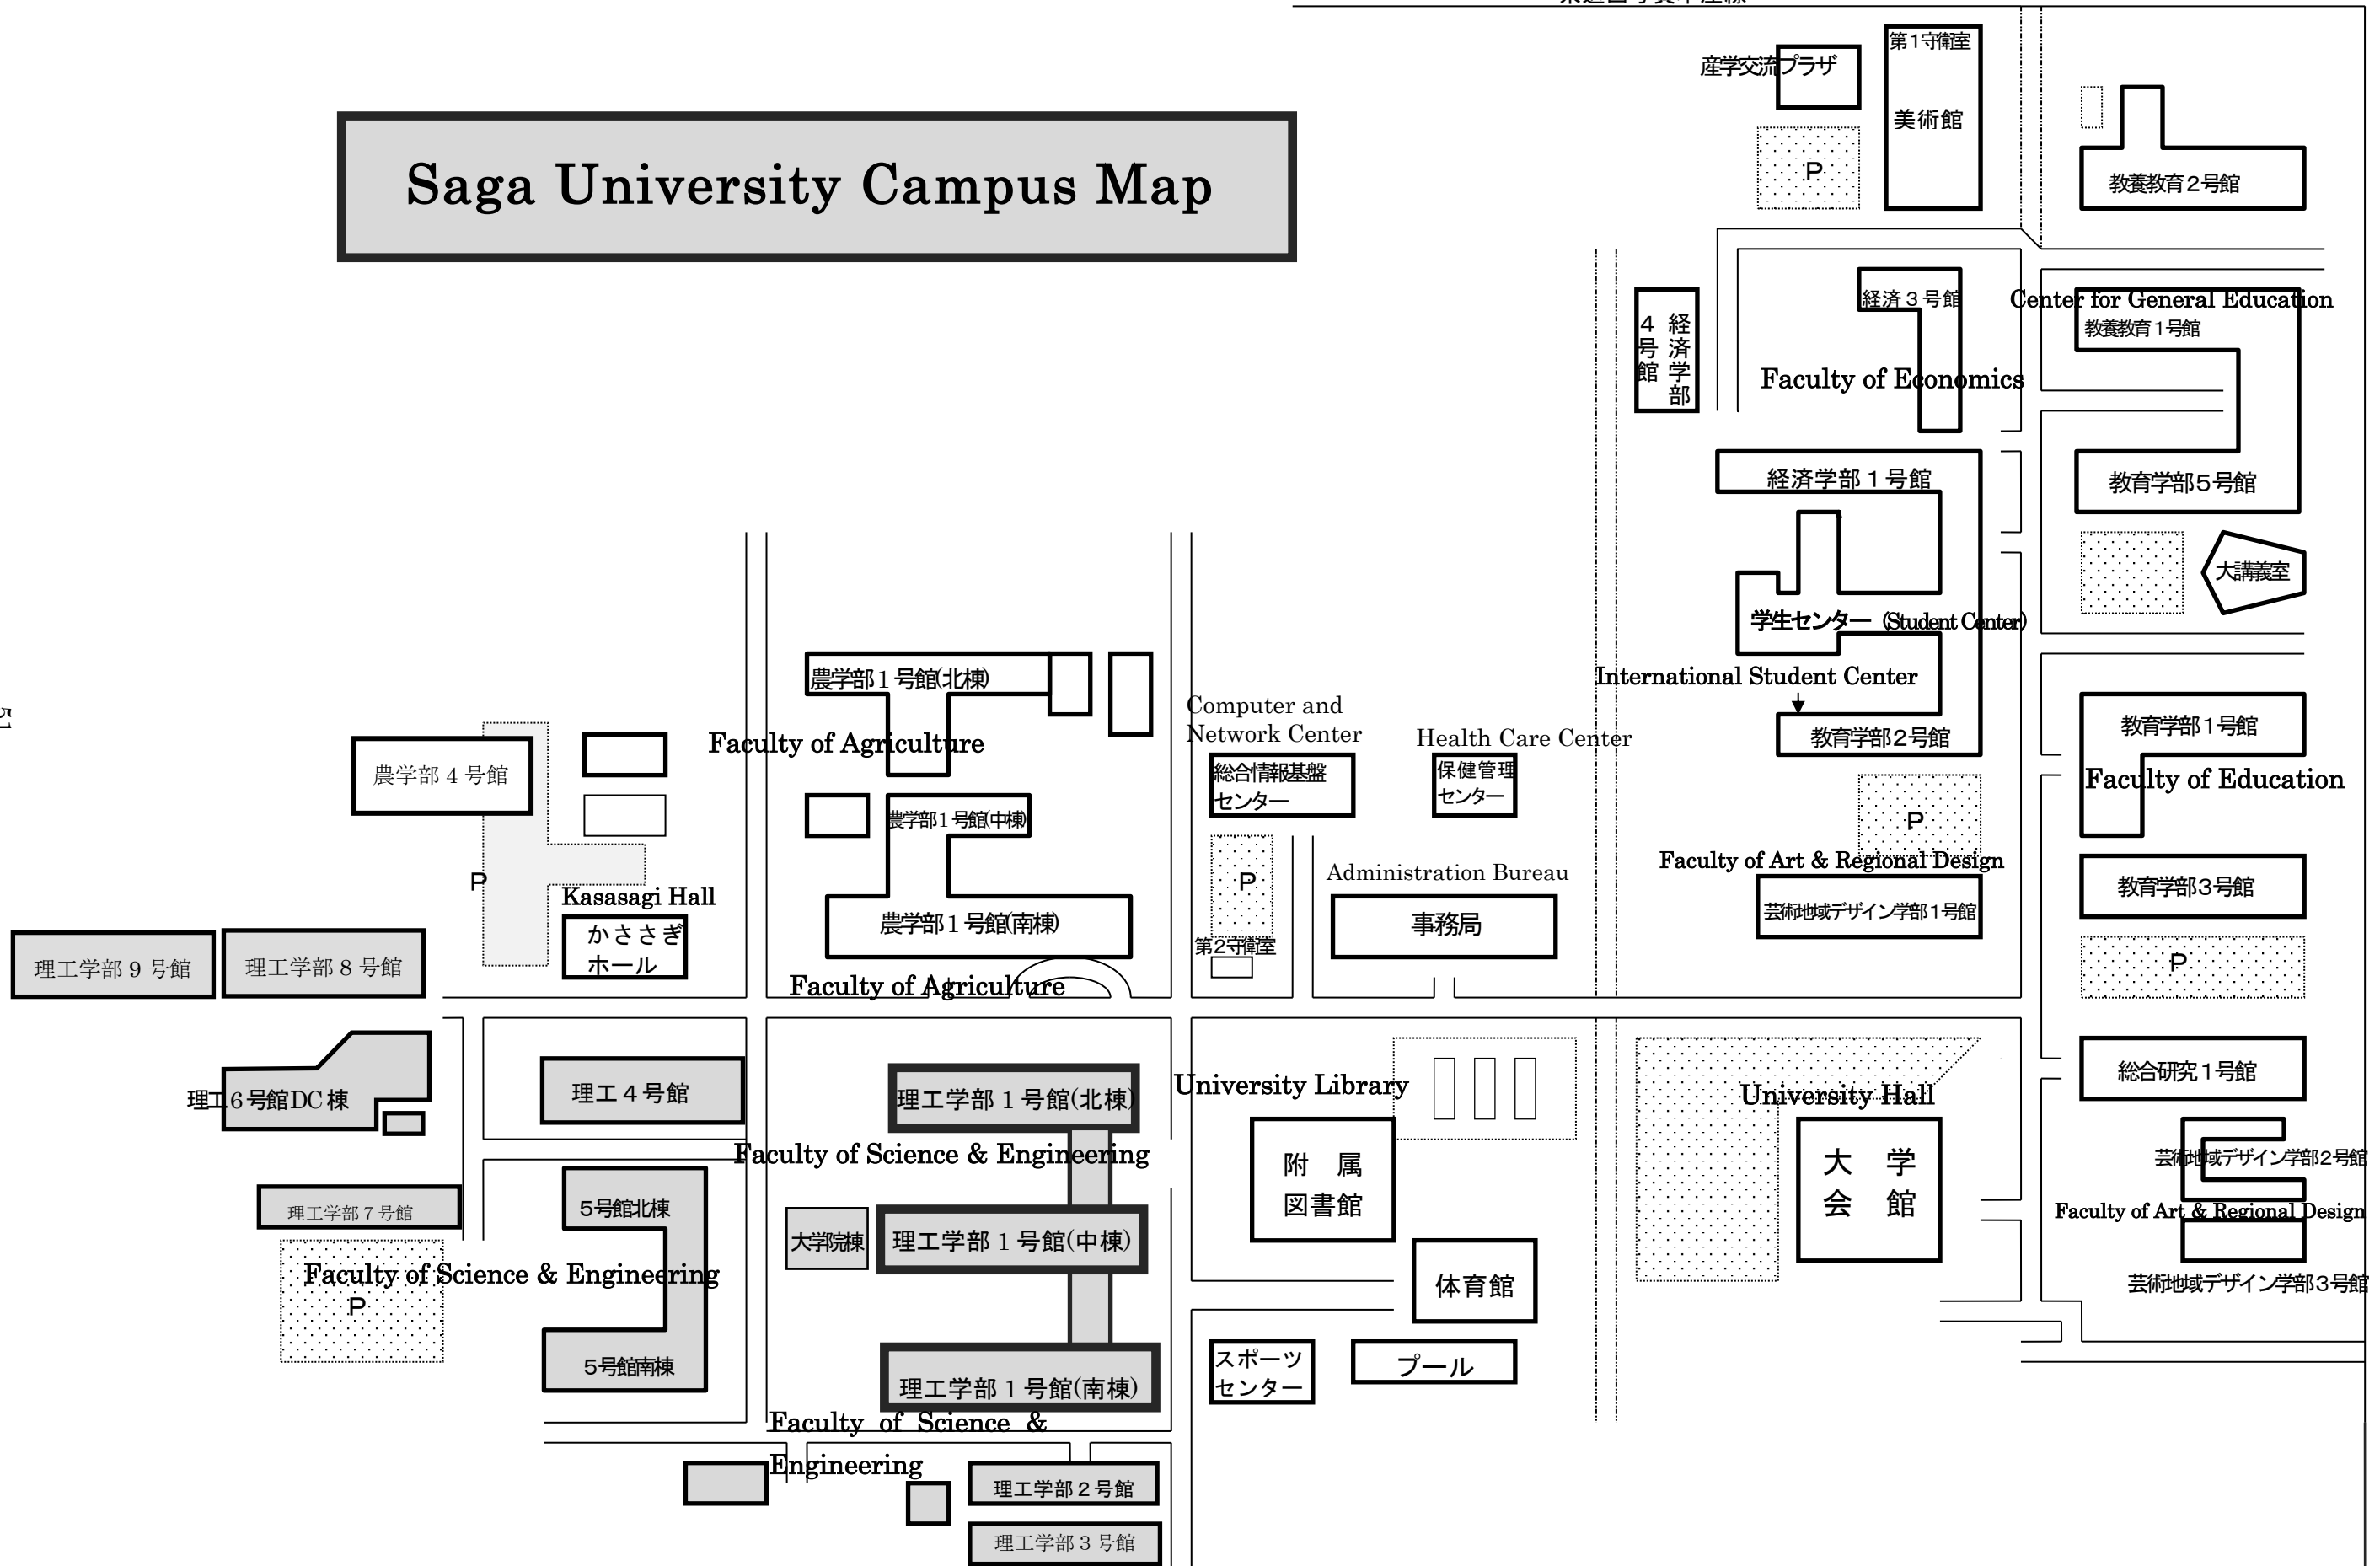 第1守衛室
産学交流プラザ
美術館
P
Saga University Campus Map
教養教育2号館
経済3号館
Center for General Education
教養教育1号館
経済学部
4号館
Faculty of Economics
経済学部1号館
教育学部5号館
大講義室
学生センター (Student Center)
International Student Center
農学部1号館(北棟)
Computer and
Network Center
Health Care Center
教育学部2号館
教育学部1号館
Faculty of Agriculture
農学部4号館
総合情報基盤
センター
保健管理
センター
Faculty of Education
農学部1号館(中棟)
P
Faculty of Art & Regional Design
P
P
Administration Bureau
Kasasagi Hall
かささぎ
ホール
農学部1号館(南棟)
事務局
芸術地域デザイン学部1号館
教育学部3号館
第2守衛室
P
理工学部9号館
理工学部8号館
Faculty of Agriculture
理工6号館DC棟
理工4号館
理工学部1号館(北棟)
University Library
University Hall
総合研究1号館
Faculty of Science & Engineering
附属
図書館
大学
会館
芸術地域デザイン学部2号館
理工学部7号館
5号館北棟
Faculty of Art & Regional Design
大学院棟
理工学部1号館(中棟)
Faculty of Science & Engineering
P
体育館
芸術地域デザイン学部3号館
5号館南棟
理工学部1号館(南棟)
スポーツ
センター
プール
Faculty of Science &
Engineering
理工学部2号館
理工学部3号館
51